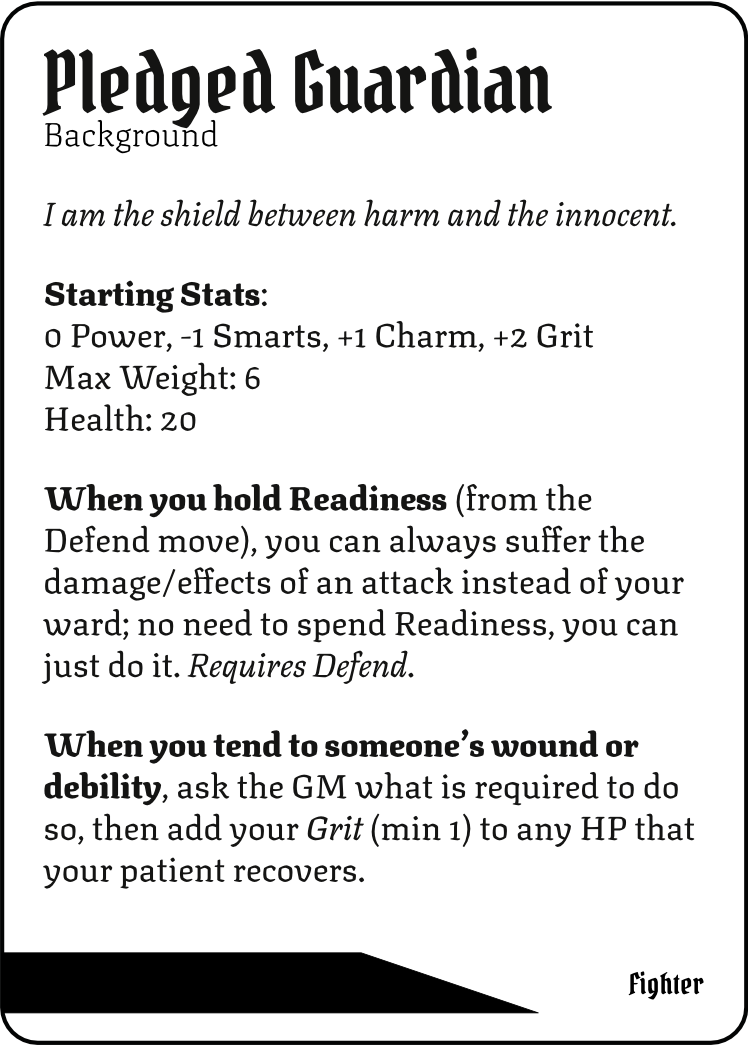 Pledged Guardian
Background
I am the shield between harm and the innocent.
Starting Stats:
0 Power, -1 Smarts, +1 Charm, +2 Grit
Max Weight: 6
Health: 20
When you hold Readiness (from the
Defend move), you can always suffer the
damage/effects of an attack instead of your
ward; no need to spend Readiness, you can
just do it. Requires Defend.
When you tend to someone’s wound or
debility, ask the GM what is required to do
so, then add your Grit (min 1) to any HP that
your patient recovers.
Fighter